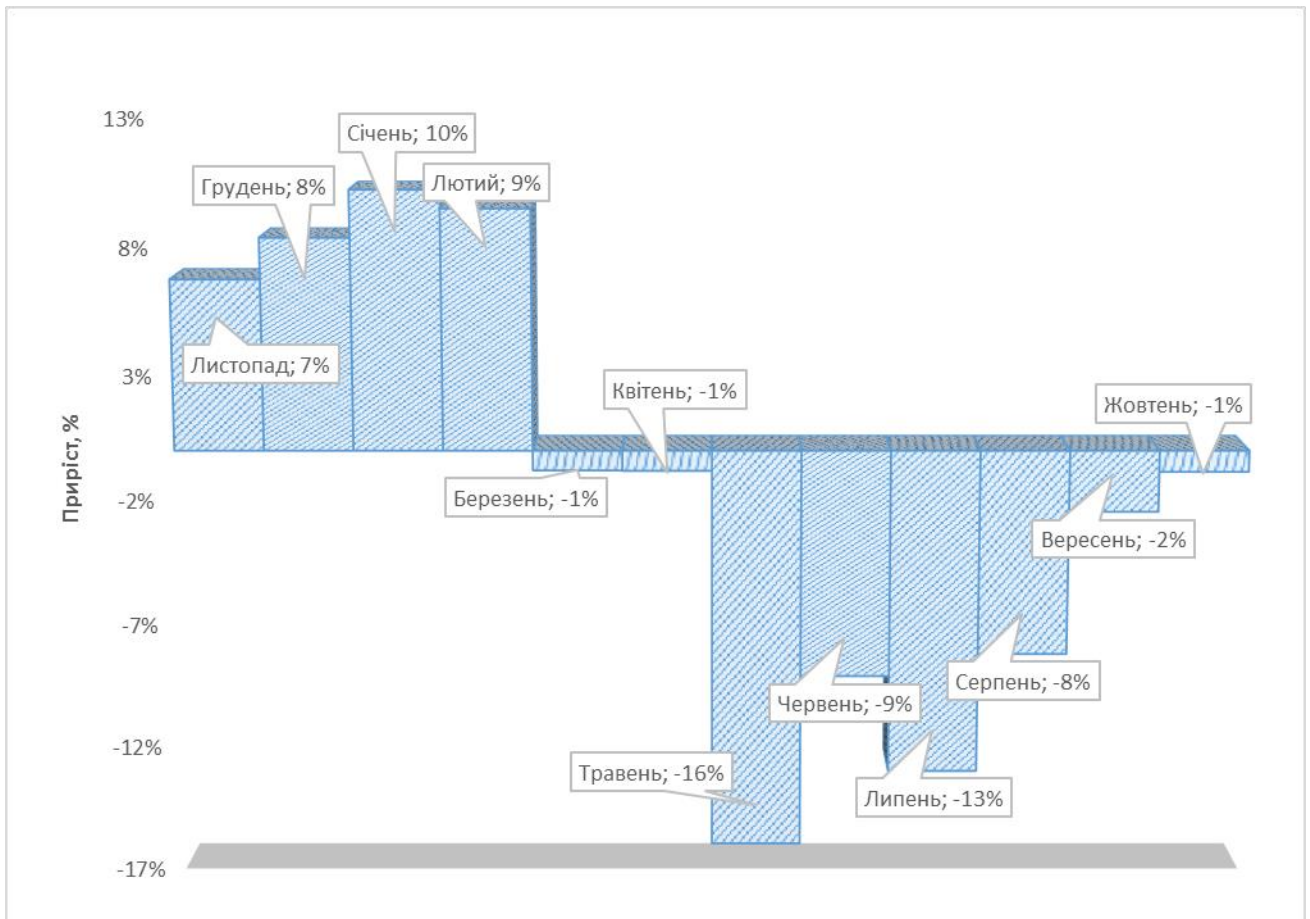 13%
8%
3%
-2%
-7%
-12%
-17%
Приріст, %
Листопад; 7%
Грудень; 8%
Січень; 10%
Лютий; 9%
Березень; -1%
Квітень; -1%
Травень; -16%
Червень; -9%
Липень; -13%
Серпень; -8%
Вересень; -2%
Жовтень; -1%